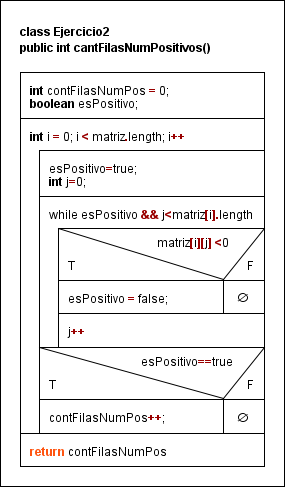 class Ejercicio2
public int cantFilasNumPositivos()
int contFilasNumPos = 0;
boolean esPositivo;
int i = 0; i < matriz.length; i++
esPositivo=true;
int j=0;
while esPositivo && j<matriz[i].length
matriz[i][j] <0
T F
esPositivo = false; ∅
j++
esPositivo==true
T F
contFilasNumPos++; ∅
return contFilasNumPos